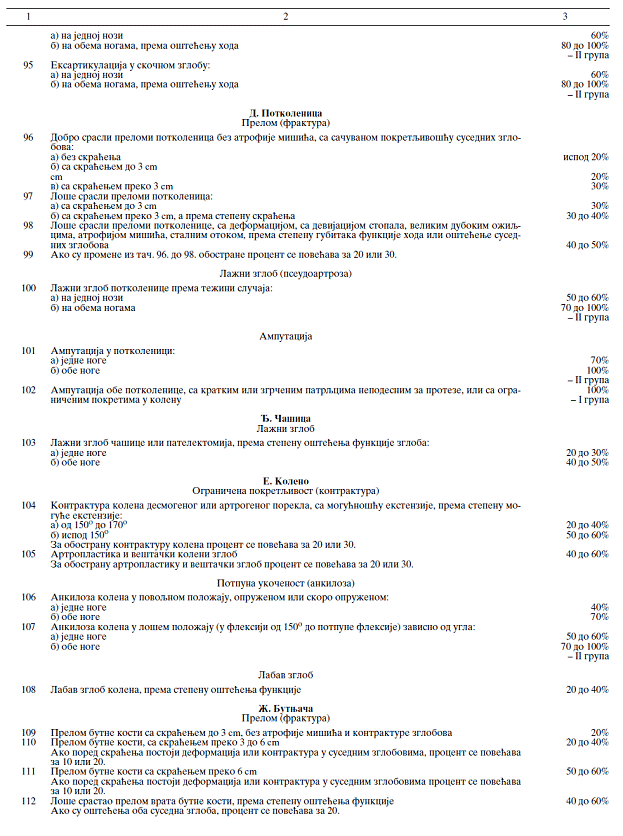 1 2 3
а) на једној нози 60%
б) на обема ногама, према оштећењу хода 80 до 100%
– II група
95 Ексартикулација у скочном зглобу:
а) на једној нози 60%
б) на обема ногама, према оштећењу хода 80 до 100%
– II група
Д. Потколеница
Прелом (фрактура)
96 Добро срасли преломи потколеница без атрофије мишића, са сачуваном покретљивошћу суседних згло-
бова:
а) без скраћења испод 20%
б) са скраћењем до 3 cm
cm 20%
в) са скраћењем преко 3 cm 30%
97 Лоше срасли преломи потколеница:
а) са скраћењем до 3 cm 30%
б) са скраћењем преко 3 cm, а према степену скраћења 30 до 40%
98 Лоше срасли преломи потколенице, са деформацијом, са девијацијом стопала, великим дубоким ожиљ-
цима, атрофијом мишића, сталним отоком, према степену губитака функције хода или оштећење сусед-
них зглобова 40 до 50%
99 Ако су промене из тач. 96. до 98. обостране процент се повећава за 20 или 30.
Лажни зглоб (псеудоартроза)
100 Лажни зглоб потколенице према тежини случаја:
а) на једној нози 50 до 60%
б) на обема ногама 70 до 100%
– II група
Ампутација
101 Ампутација у потколеници:
а) једне ноге 70%
б) обе ноге 100%
– II група
102 Ампутација обе потколенице, са кратким или згрченим патрљцима неподесним за протезе, или са огра- 100%
ниченим покретима у колену – I група
Ђ. Чашица
Лажни зглоб
103 Лажни зглоб чашице или пателектомија, према степену оштећења функције зглоба:
а) једне ноге 20 до 30%
б) обе ноге 40 до 50%
Е. Колено
Ограничена покретљивост (контрактура)
104 Контрактура колена десмогеног или артрогеног порекла, са могућношћу екстензије, према степену мо-
гуће екстензије:
а) од 150º до 170º 20 до 40%
б) испод 150º 50 до 60%
За обострану контрактуру колена процент се повећава за 20 или 30.
105 Артропластика и вештачки колени зглоб 40 до 60%
За обострану артропластику и вештачки зглоб процент се повећава за 20 или 30.
Потпуна укоченост (анкилоза)
106 Анкилоза колена у повољном положају, опруженом или скоро опруженом:
а) једне ноге 40%
б) обе ноге 70%
107 Анкилоза колена у лошем положају (у флексији од 150º до потпуне флексије) зависно од угла:
а) једне ноге 50 до 60%
б) обе ноге 70 до 100%
– II група
Лабав зглоб
108 Лабав зглоб колена, према степену оштећења функције 20 до 40%
Ж. Бутњача
Прелом (фрактура)
109 Прелом бутне кости са скраћењем до 3 cm, без атрофије мишића и контрактуре зглобова 20%
110 Прелом бутне кости, са скраћењем преко 3 до 6 cm 20 до 40%
Ако поред скраћења постоји деформација или контрактура у суседним зглобовима, процент се повећава
за 10 или 20.
111 Прелом бутне кости са скраћењем преко 6 cm 50 до 60%
Ако поред скраћења постоји деформација или контрактура у суседним зглобовима процент се повећава
за 10 или 20.
112 Лоше срастао прелом врата бутне кости, према степену оштећења функције 40 до 60%
Ако су оштећена оба суседна зглоба, процент се повећава за 20.